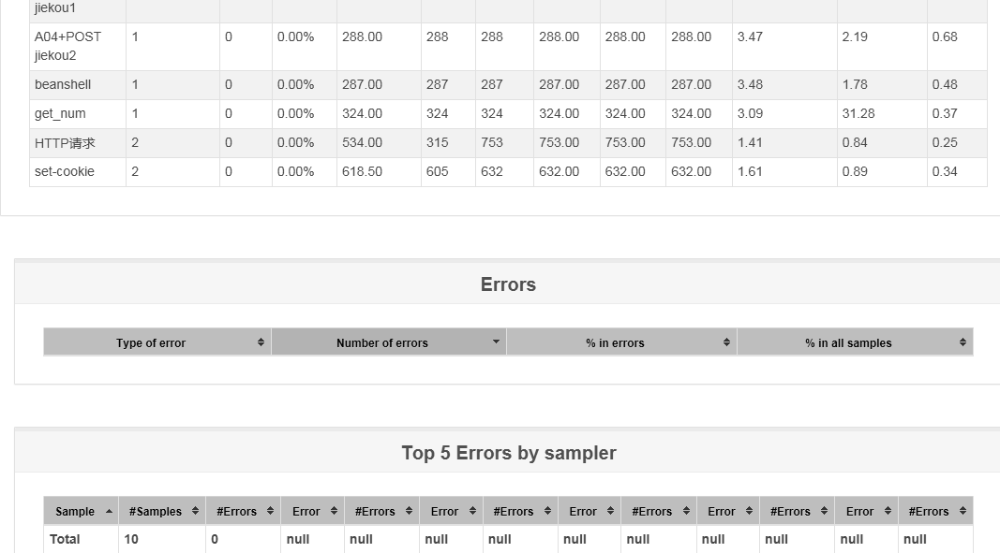 jiekou1
A04+POST 1 0 0.00% 288.00 288 288 288.00 288.00 288.00 3.47 2.19 0.68
jiekou2
beanshell 1 0 0.00% 287.00 287 287 287.00 287.00 287.00 3.48 1.78 0.48
get_num 1 0 0.00% 324.00 324 324 324.00 324.00 324.00 3.09 31.28 0.37
HTTP请求 2 0 0.00% 534.00 315 753 753.00 753.00 753.00 1.41 0.84 0.25
set-cookie 2 0 0.00% 618.50 605 632 632.00 632.00 632.00 1.61 0.89 0.34
Errors
Type of error Number of errors % in errors % in all samples
Top 5 Errors by sampler
Sample #Samples #Errors Error #Errors Error #Errors Error #Errors Error #Errors Error #Errors
Total 10 0 null null null null null null null null null null